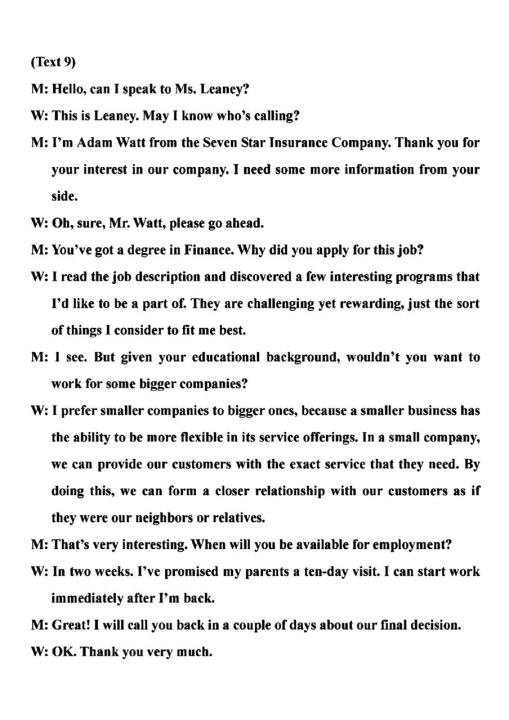 (Text 9)
M: Hello, can I speak to Ms. Leaney?
W: This is Leaney. May I know who's calling?
M: I'm Adam Watt from the Seven Star Insurance Company. Thank you for
your interest in our company. I need some more information from your
side.
W: Oh, sure, Mr. Watt, please go ahead.
M: You've got a degree in Finance. Why did you apply for this job?
W: I read the job description and discovered a few interesting programs that
I'd like to be a part of. They are challenging yet rewarding, just the sort
of things I consider to fit me best.
M: I see. But given your educational background, wouldn't you want to
work for some bigger companies?
W: I prefer smaller companies to bigger ones, because a smaller business has
the ability to be more flexible in its service offerings. In a small company,
we can provide our customers with the exact service that they need. By
doing this, we can form a closer relationship with our customers as if
they were our neighbors or relatives.
M: That's very interesting. When will you be available for employment?
W: In two weeks. I've promised my parents a ten-day visit. I can start work
immediately after I'm back.
M: Great! I will call you back in a couple of days about our final decision.
W: OK. Thank you very much.